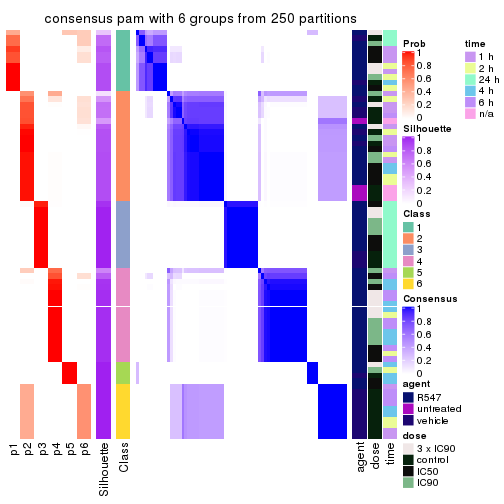 consensus pam with 6 groups from 250 partitions
Prob
1
0.8
0.6
0.4
0.2
0
time
1 h
2 h
24 h
4 h
6 h
n/a
Silhouette
1
0.8
0.6
0.4
0.2
0
Class
1
2
3
4
5
6
Consensus
1
0.8
0.6
0.4
0.2
0
agent
R547
untreated
vehicle
dose
3 x IC90
control
IC50
IC90
p1
p2
p3
p4
p5
p6
Silhouette
Class
agent
dose
time